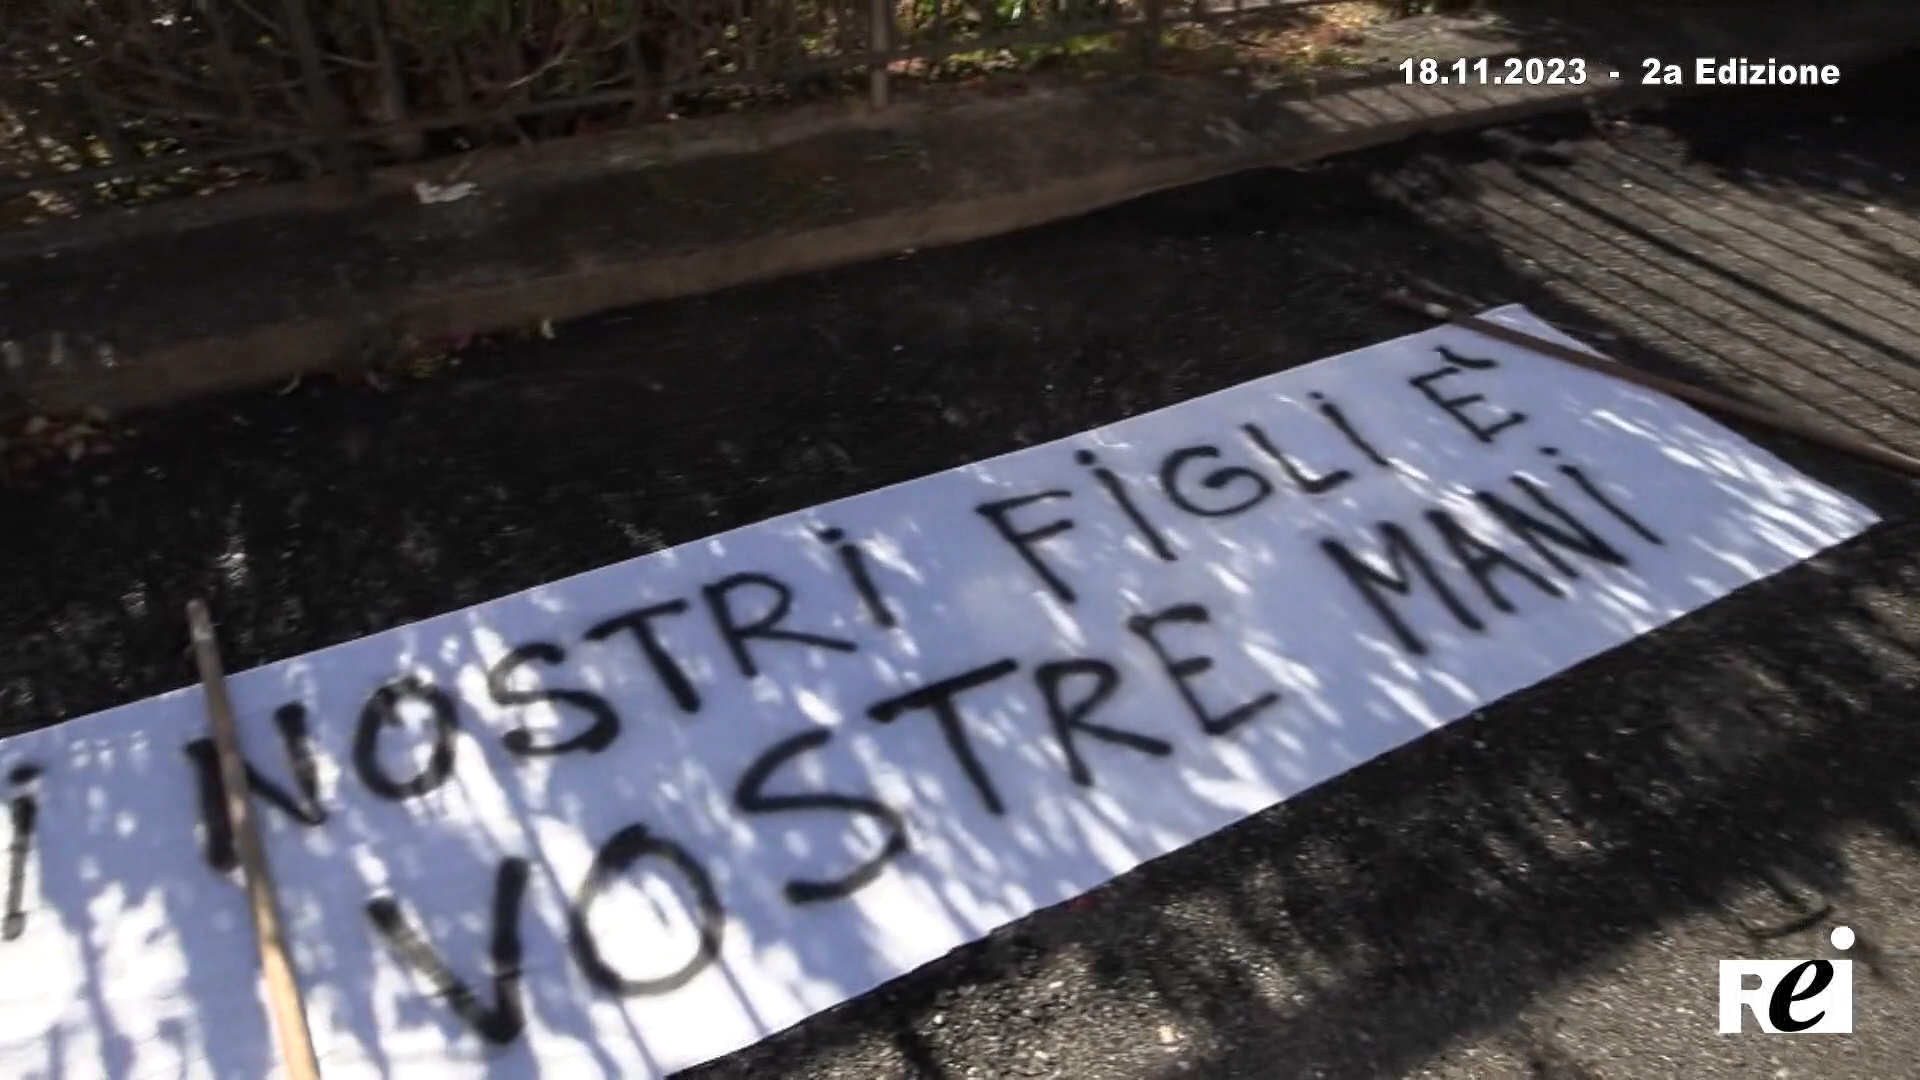 18.11.2023 - 2a Edizione
i NOSTRi FiGLi È
VOSTRE MANi
Rei